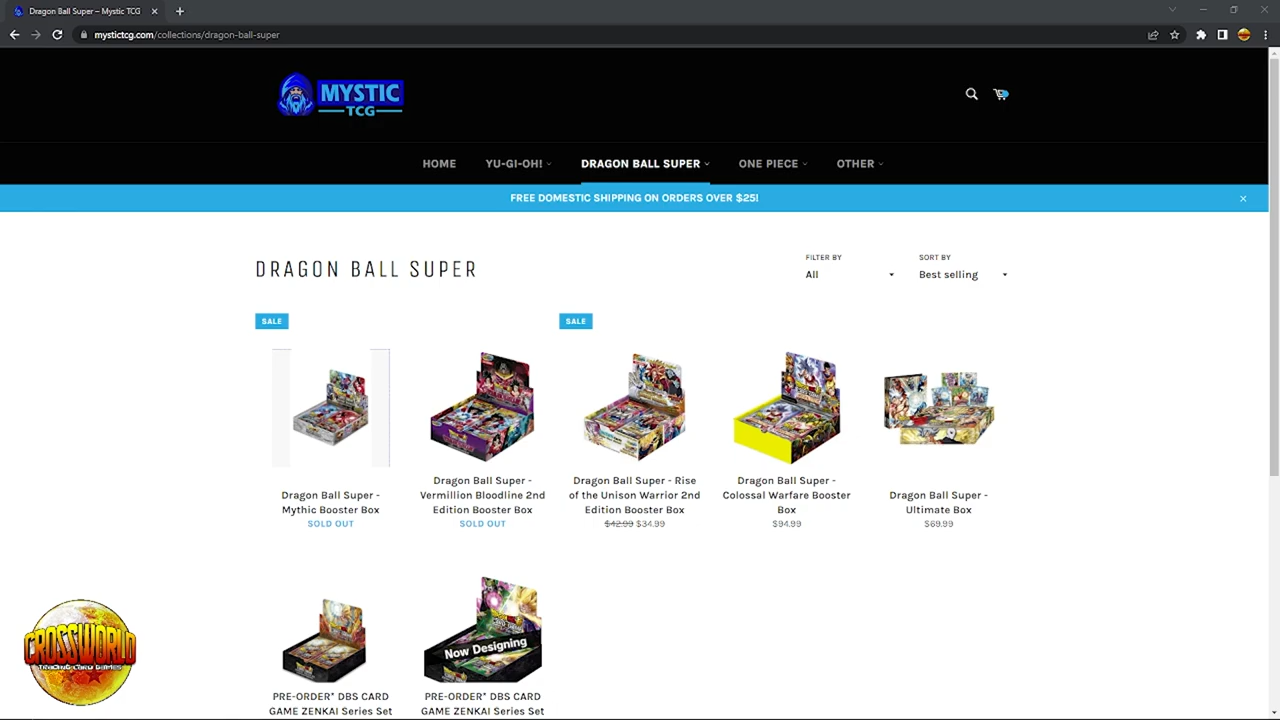 Dragon Ball Super – Mystic TCG
mystictcg.com/collections/dragon-ball-super
MYSTIC
TCG
HOME YU-GI-OH! DRAGON BALL SUPER ONE PIECE OTHER
FREE DOMESTIC SHIPPING ON ORDERS OVER $25!
DRAGON BALL SUPER
FILTER BY
All
SORT BY
Best selling
SALE
Dragon Ball Super -
Mythic Booster Box
SOLD OUT
Dragon Ball Super -
Vermillion Bloodline 2nd
Edition Booster Box
SOLD OUT
SALE
Dragon Ball Super - Rise
of the Unison Warrior 2nd
Edition Booster Box
$42.99 $34.99
Dragon Ball Super -
Colossal Warfare Booster
Box
$94.99
Dragon Ball Super -
Ultimate Box
$69.99
PRE-ORDER* DBS CARD
GAME ZENKAI Series Set
Now Designing
PRE-ORDER* DBS CARD
GAME ZENKAI Series Set
CROSSWORLD
TRADING CARD GAMES